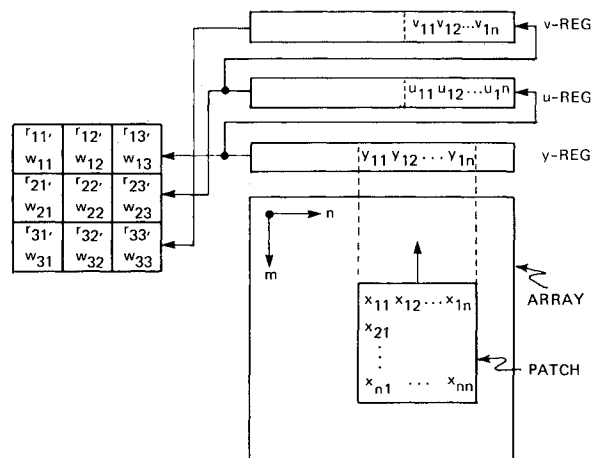 v11 v12 ... v1n v-REG
u11 u12 ... u1n u-REG
y11 y12 ... y1n y-REG
r11, r12, r13,
w11 w12 w13
r21, r22, r23,
w21 w22 w23
r31, r32, r33,
w31 w32 w33
n
m
x11 x12 ... x1n
x21
⋮
xn1 ... xnn
ARRAY
PATCH